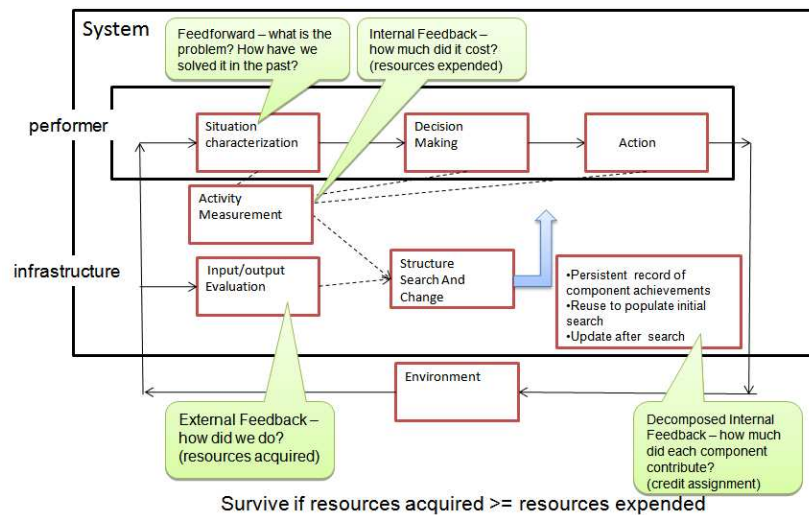 System
Feedforward – what is the
problem? How have we
solved it in the past?
Internal Feedback –
how much did it cost?
(resources expended)
performer
Situation
characterization
Decision
Making
Action
Activity
Measurement
infrastructure
Input/output
Evaluation
Structure
Search And
Change
•Persistent record of
component achievements
•Reuse to populate initial
search
•Update after search
Environment
External Feedback –
how did we do?
(resources acquired)
Decomposed Internal
Feedback – how much
did each component
contribute?
(credit assignment)
Survive if resources acquired >= resources expended